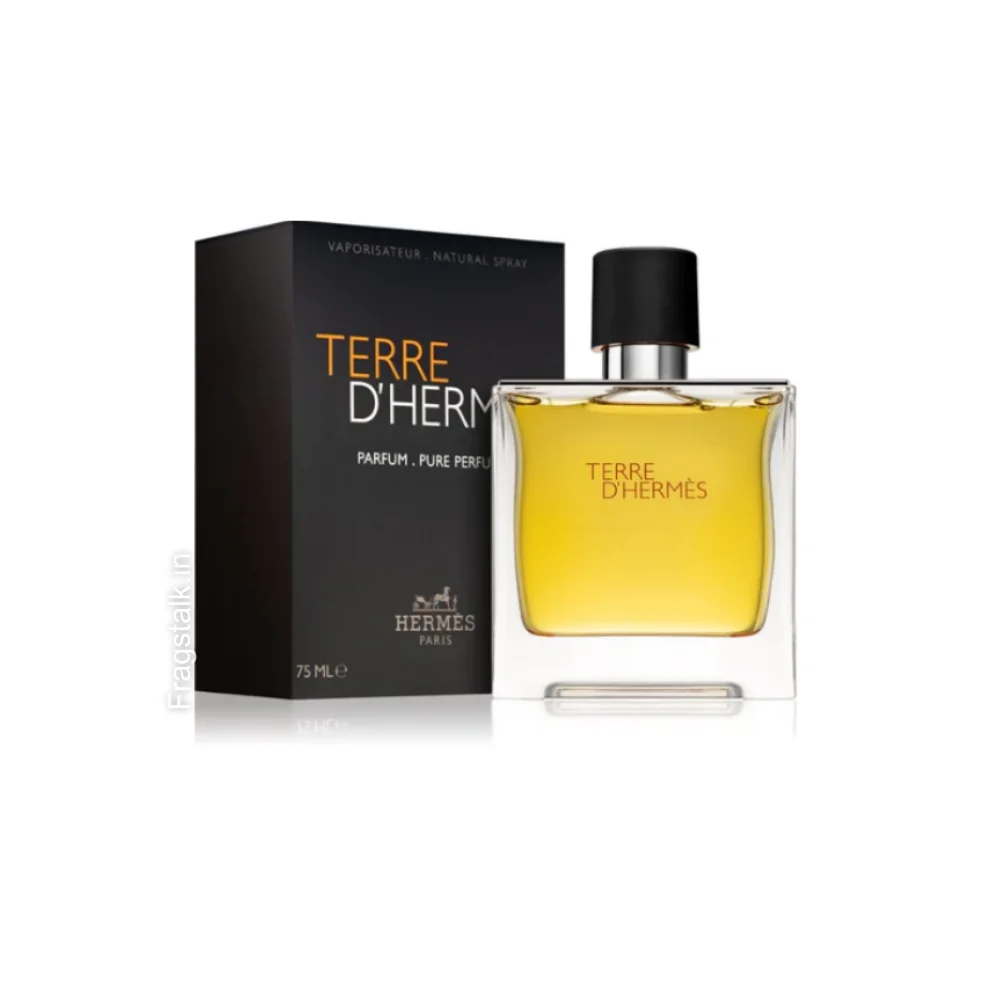 VAPORISATEUR . NATURAL SPRAY
TERRE
D'HERM
PARFUM . PURE PERFU
HERMÈS
PARIS
75 ML℮
TERRE
D'HERMÈS
Fragstalk.in